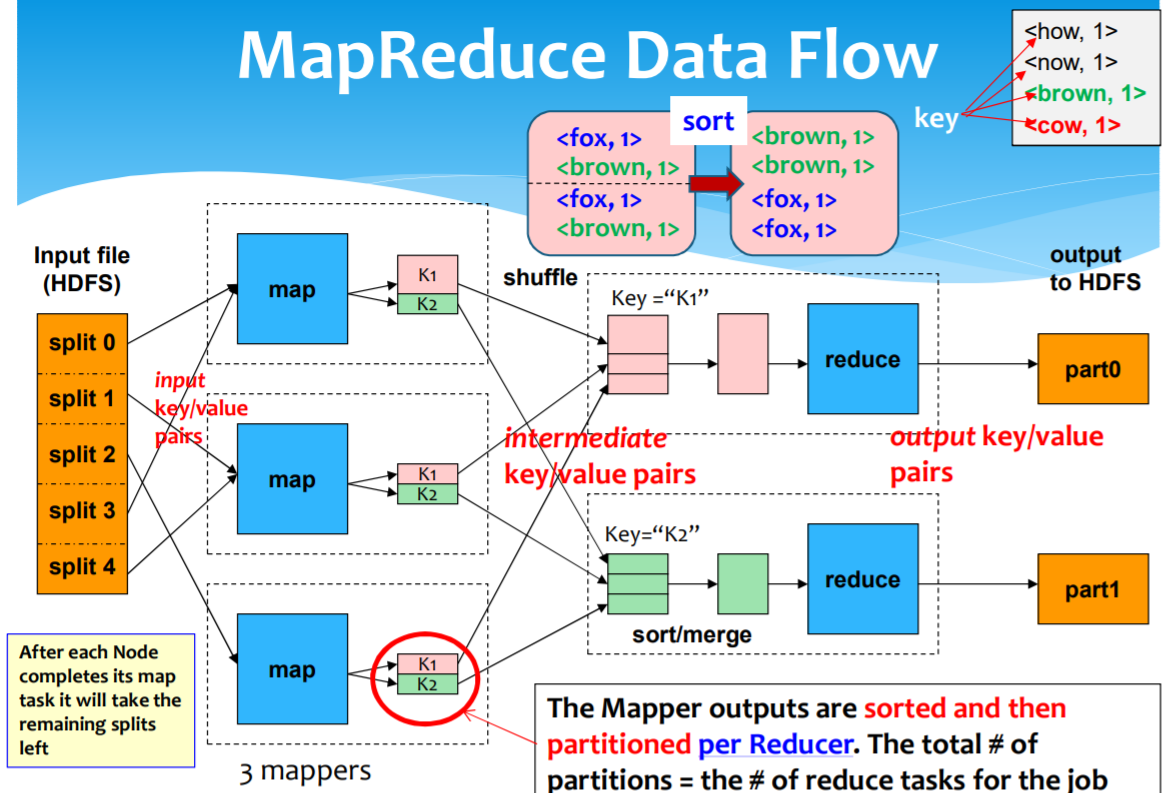 MapReduce Data Flow
<how, 1>
<now, 1>
<brown, 1>
<cow, 1>
key
sort
<fox, 1>
<brown, 1>
<fox, 1>
<brown, 1>
<brown, 1>
<brown, 1>
<fox, 1>
<fox, 1>
Input file
(HDFS)
split 0
split 1
split 2
split 3
split 4
input
key/value
pairs
map
K1
K2
map
K1
K2
map
K1
K2
3 mappers
shuffle
intermediate
key/value pairs
Key ="K1"
reduce
Key="K2"
reduce
sort/merge
output
to HDFS
part0
output key/value
pairs
part1
After each Node
completes its map
task it will take the
remaining splits
left
The Mapper outputs are sorted and then
partitioned per Reducer. The total # of
partitions = the # of reduce tasks for the job